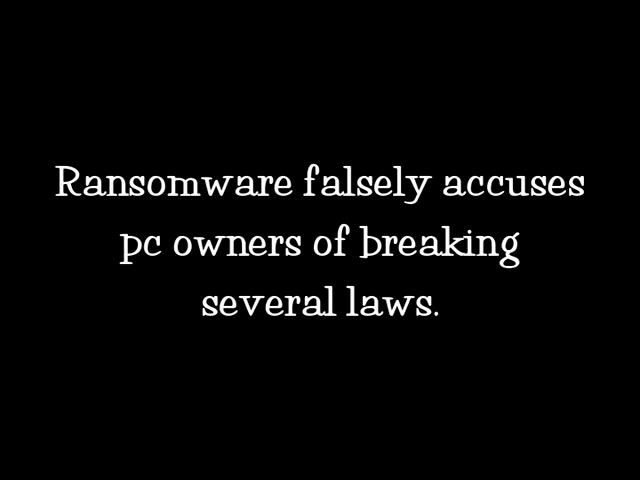 Ransomware falsely accuses
pc owners of breaking
several laws.